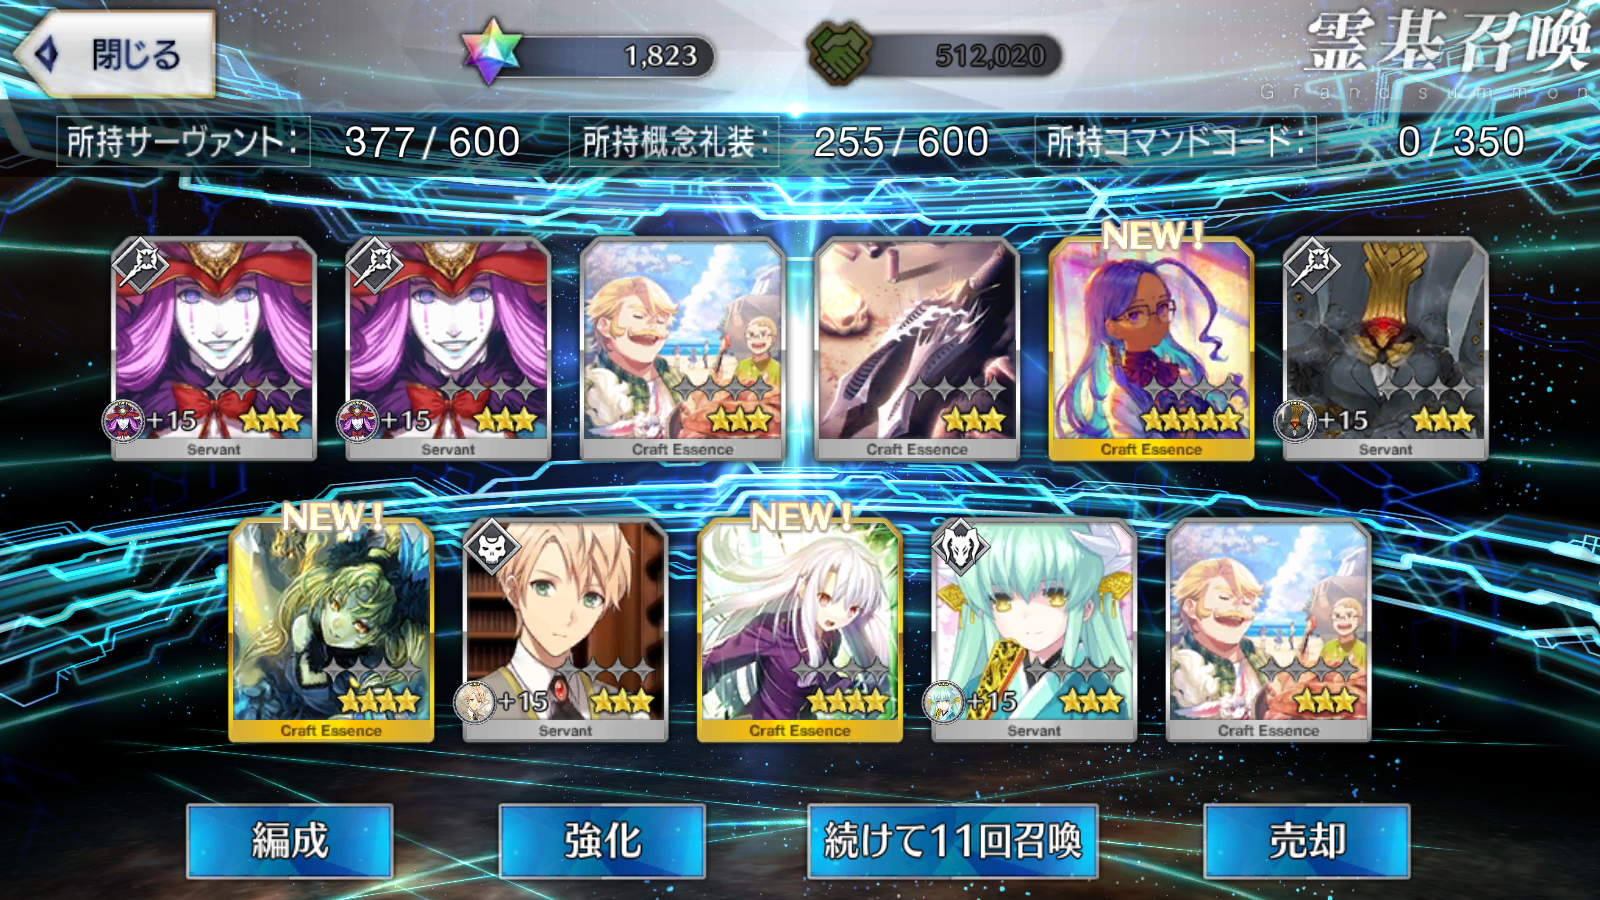 閉じる
1,823
512,020
霊基召喚
Grand summon
所持サーヴァント: 377/600
所持概念礼装: 255/600
所持コマンドコード: 0/350
NEW!
+15
+15
+15
Servant
Servant
Craft Essence
Craft Essence
Craft Essence
Servant
NEW!
NEW!
+15
+15
Craft Essence
Servant
Craft Essence
Servant
Craft Essence
編成
強化
続けて11回召喚
売却